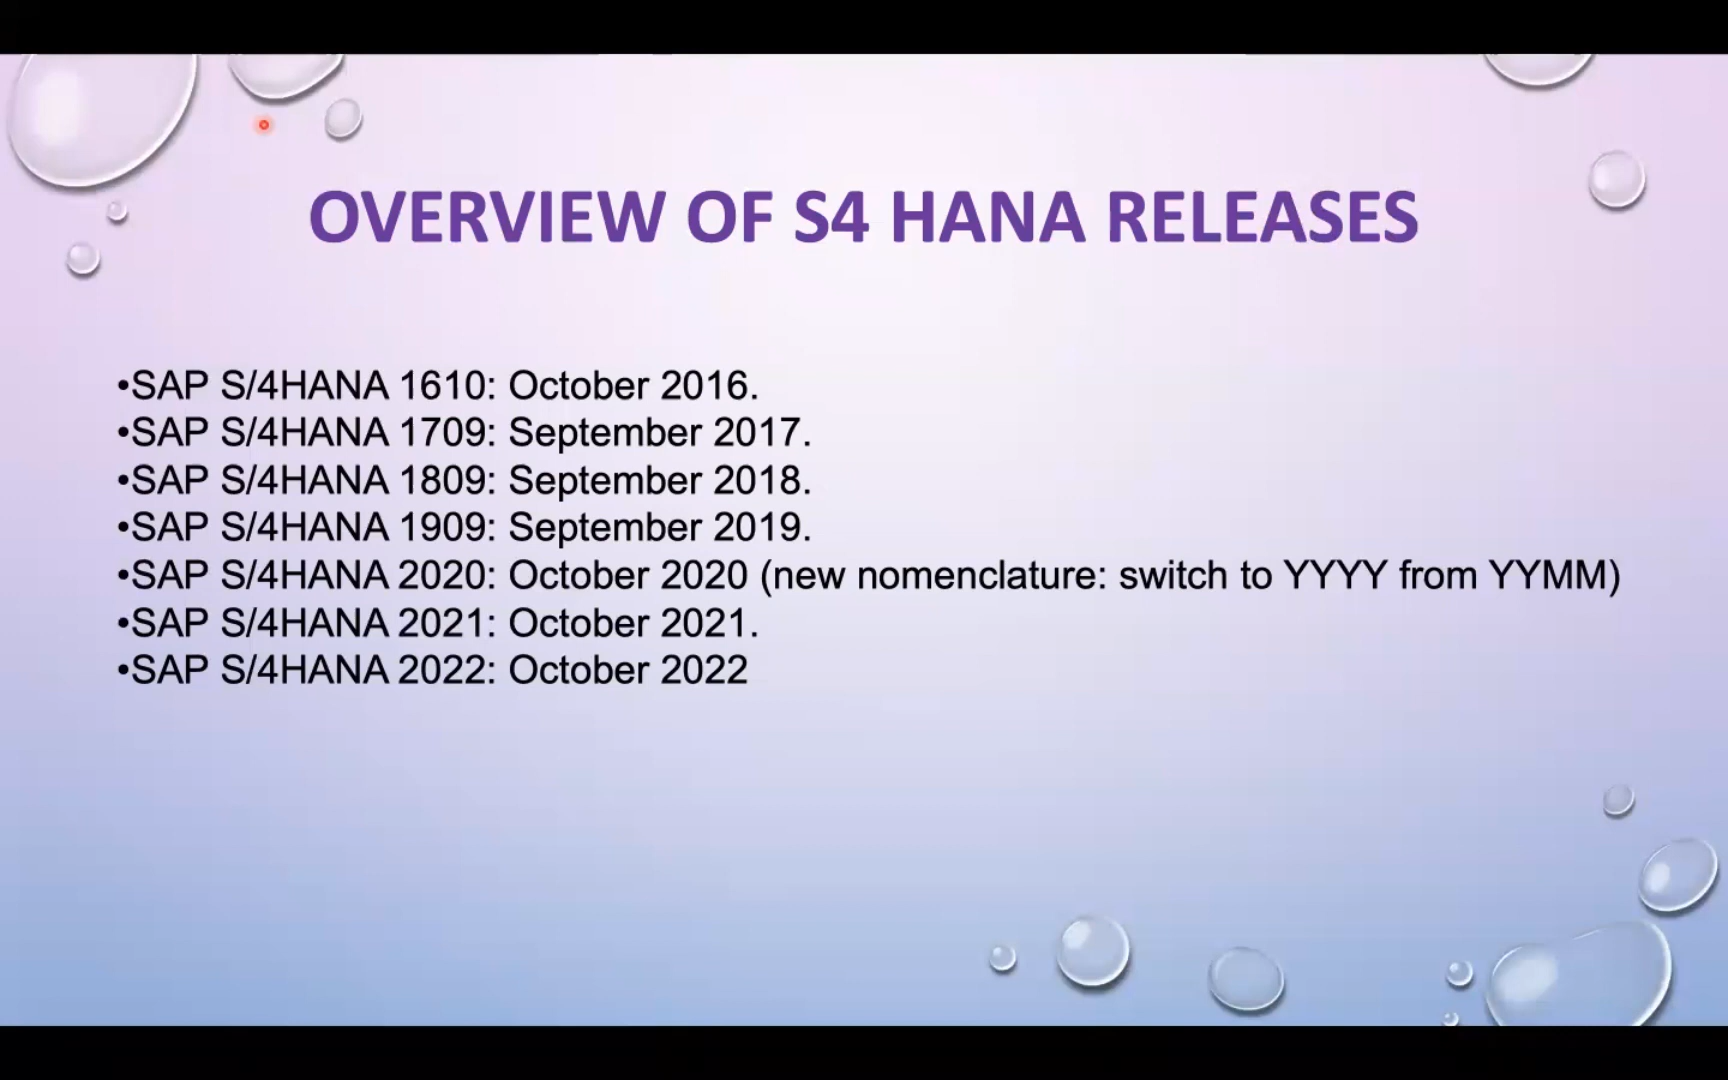 OVERVIEW OF S4 HANA RELEASES
•SAP S/4HANA 1610: October 2016.
•SAP S/4HANA 1709: September 2017.
•SAP S/4HANA 1809: September 2018.
•SAP S/4HANA 1909: September 2019.
•SAP S/4HANA 2020: October 2020 (new nomenclature: switch to YYYY from YYMM)
•SAP S/4HANA 2021: October 2021.
•SAP S/4HANA 2022: October 2022